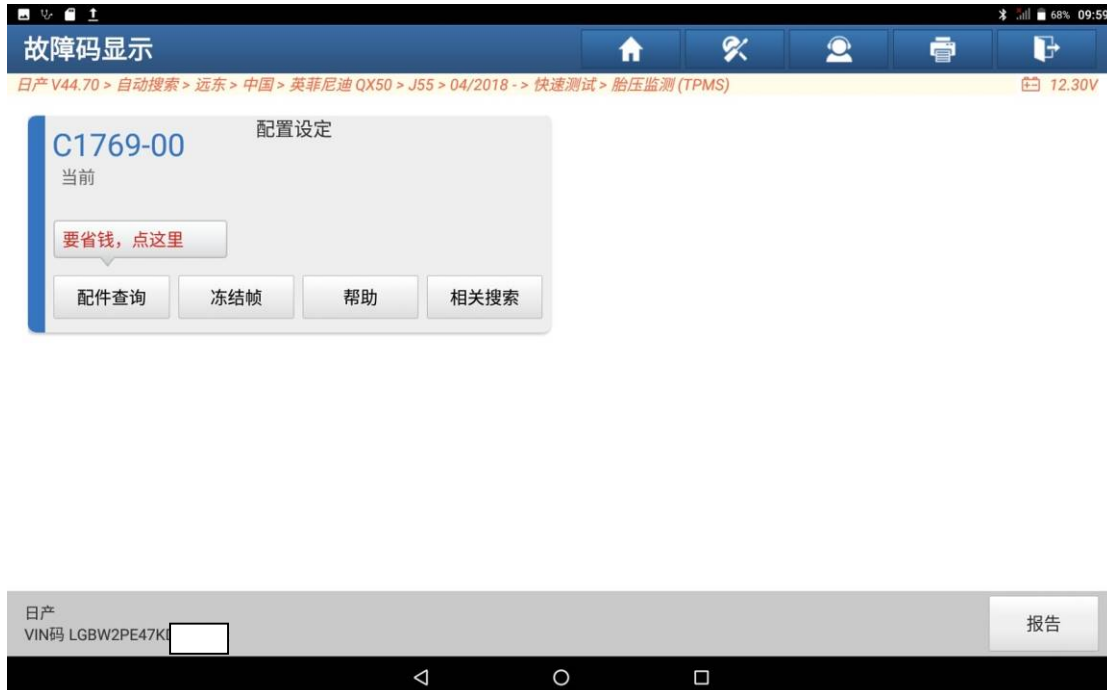 68% 09:59
故障码显示
日产 V44.70 > 自动搜索 > 远东 > 中国 > 英菲尼迪 QX50 > J55 > 04/2018 - > 快速测试 > 胎压监测 (TPMS) 12.30V
C1769-00 配置设定
当前
要省钱，点这里
配件查询 冻结帧 帮助 相关搜索
日产
VIN码 LGBW2PE47K
报告